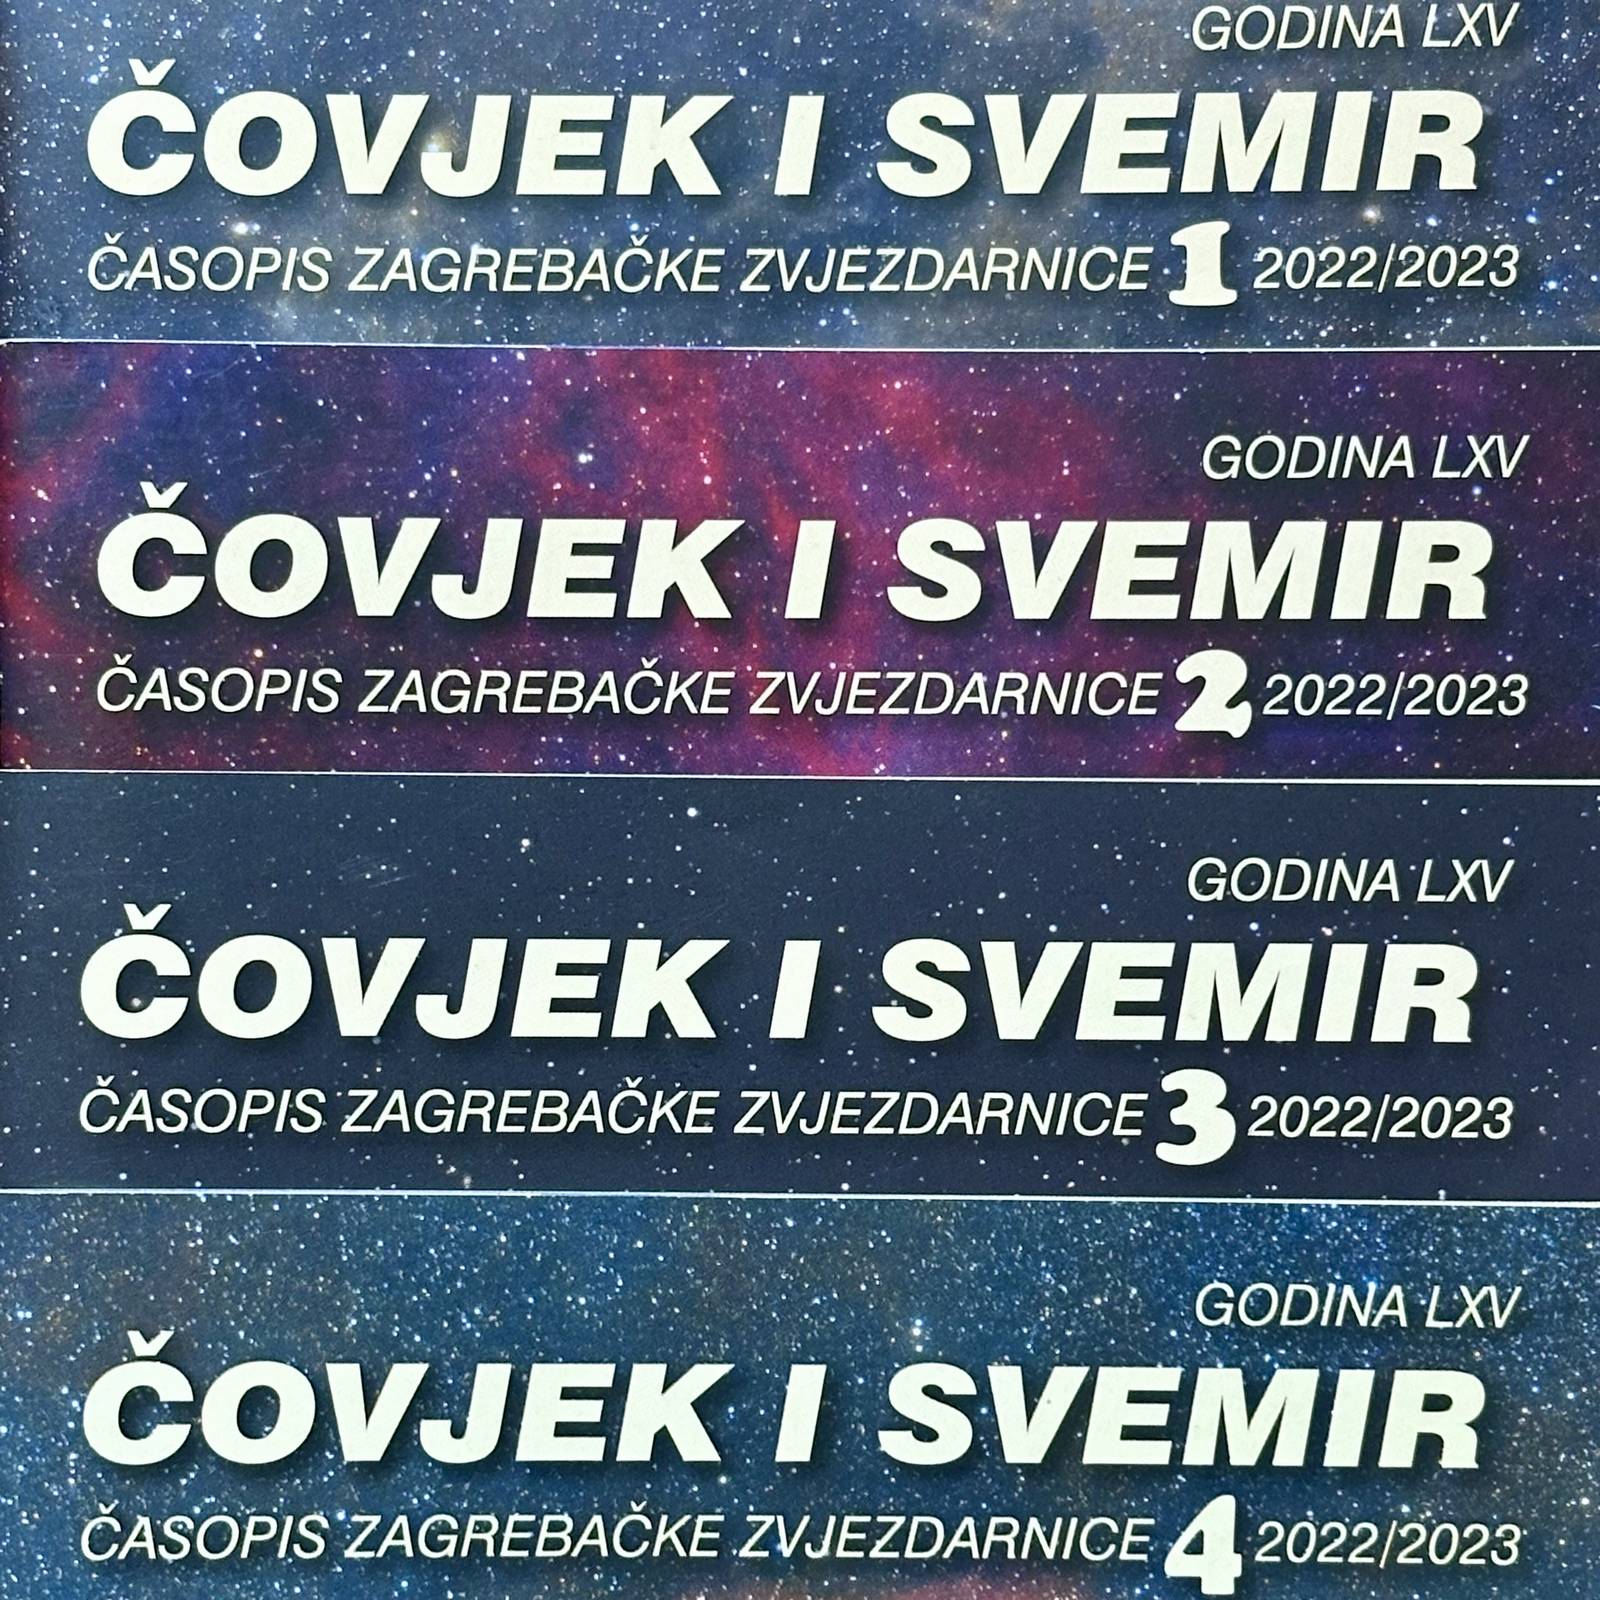 GODINA LXV
ČOVJEK I SVEMIR
ČASOPIS ZAGREBAČKE ZVJEZDARNICE 1 2022/2023
GODINA LXV
ČOVJEK I SVEMIR
ČASOPIS ZAGREBAČKE ZVJEZDARNICE 2 2022/2023
GODINA LXV
ČOVJEK I SVEMIR
ČASOPIS ZAGREBAČKE ZVJEZDARNICE 3 2022/2023
GODINA LXV
ČOVJEK I SVEMIR
ČASOPIS ZAGREBAČKE ZVJEZDARNICE 4 2022/2023